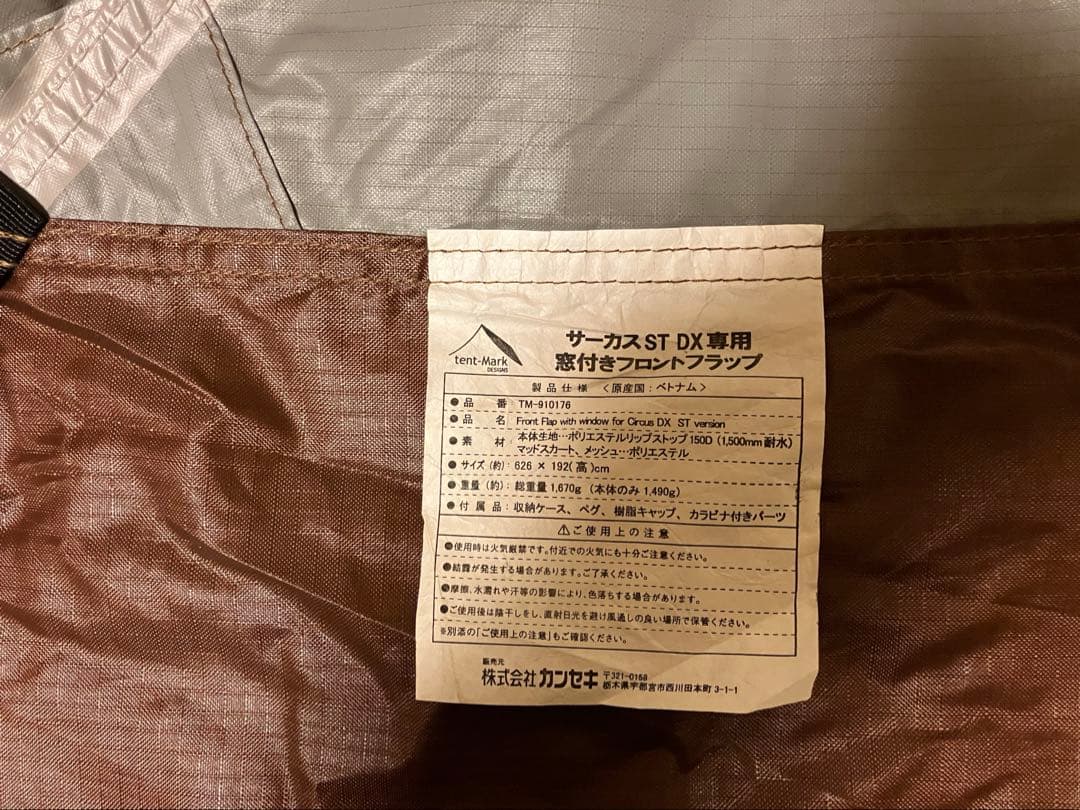 サーカスST DX専用
窓付きフロントフラップ
tent-Mark
DESIGNS
製品仕様 〈原産国：ベトナム〉
●品番：TM-910176
●品名：Front Flap with window for Circus DX ST version
●素材：本体生地…ポリエステルリップストップ150D（1,500mm耐水）
マッドスカート、メッシュ…ポリエステル
●サイズ（約）：626 × 192(高)cm
●重量（約）：総重量1,670g（本体のみ1,490g）
●付属品：収納ケース、ペグ、樹脂キャップ、カラビナ付きパーツ
⚠ご使用上の注意
●使用時は火気厳禁です。付近での火気にも十分ご注意ください。
●結露が発生する場合があります。ご了承ください。
●摩擦、水濡れや汗等の影響により、色落ちする場合があります。
●ご使用後は陰干しをし、直射日光を避け風通しの良い場所で保管ください。
※別添の「ご使用上の注意」もご確認ください。
販売元
株式会社カンセキ 〒321-0158
栃木県宇都宮市西川田本町3-1-1